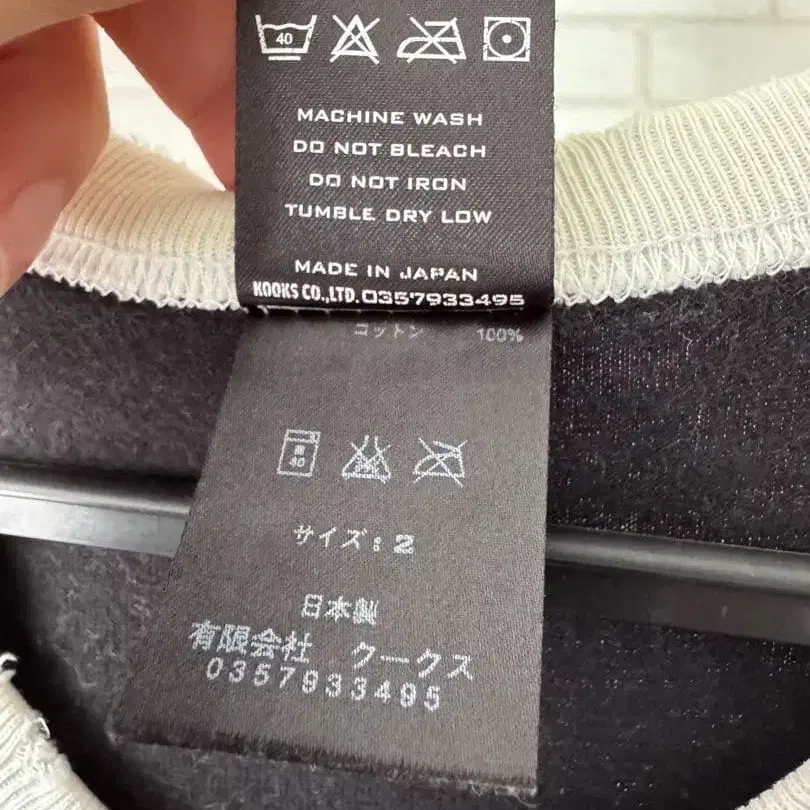 40
MACHINE WASH
DO NOT BLEACH
DO NOT IRON
TUMBLE DRY LOW
MADE IN JAPAN
KOOKS CO.,LTD.0357933495
コットン 100%
40
サイズ:2
日本製
有限会社 クークス
0357933495